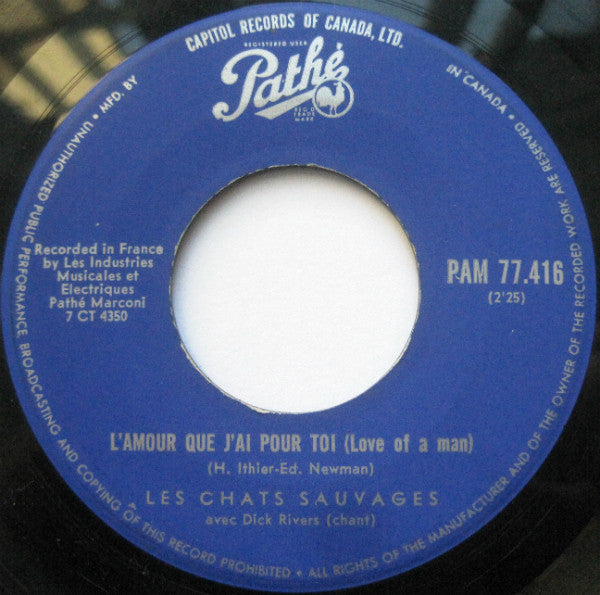 MFD. BY CAPITOL RECORDS OF CANADA, LTD. IN CANADA •
REGISTERED USER
Pathé
REG'D
TRADE
MARK
Recorded in France
by Les Industries
Musicales et
Electriques
Pathé Marconi
7 CT 4350
PAM 77.416
(2'25)
L'AMOUR QUE J'AI POUR TOI (Love of a man)
(H. Ithier-Ed. Newman)
LES CHATS SAUVAGES
avec Dick Rivers (chant)
UNAUTHORIZED PUBLIC PERFORMANCE, BROADCASTING AND COPYING OF THIS RECORD PROHIBITED • ALL RIGHTS OF THE MANUFACTURER AND OF THE OWNER OF THE RECORDED WORK ARE RESERVED •